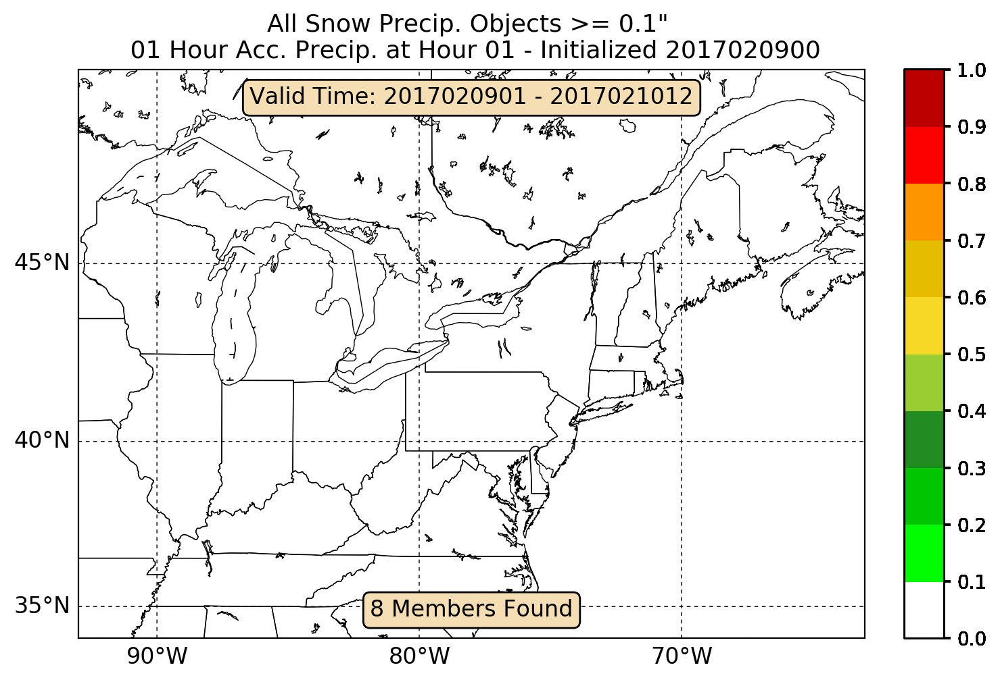 All Snow Precip. Objects >= 0.1"
01 Hour Acc. Precip. at Hour 01 - Initialized 2017020900
Valid Time: 2017020901 - 2017021012
1.0
0.9
0.8
0.7
0.6
0.5
0.4
0.3
0.2
0.1
0.0
45°N
40°N
35°N
8 Members Found
90°W 80°W 70°W